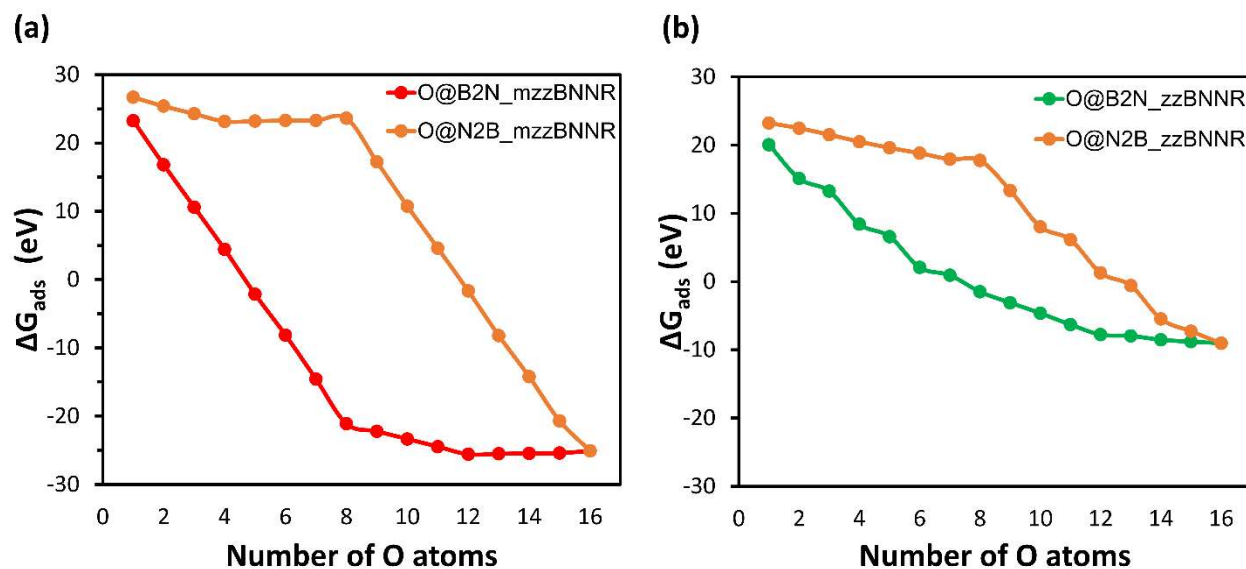 (a)
30
20
10
0
-10
-20
-30
ΔGads (eV)
O@B2N_mzzBNNR
O@N2B_mzzBNNR
0 2 4 6 8 10 12 14 16
Number of O atoms
(b)
30
20
10
0
-10
-20
-30
ΔGads (eV)
O@B2N_zzBNNR
O@N2B_zzBNNR
0 2 4 6 8 10 12 14 16
Number of O atoms